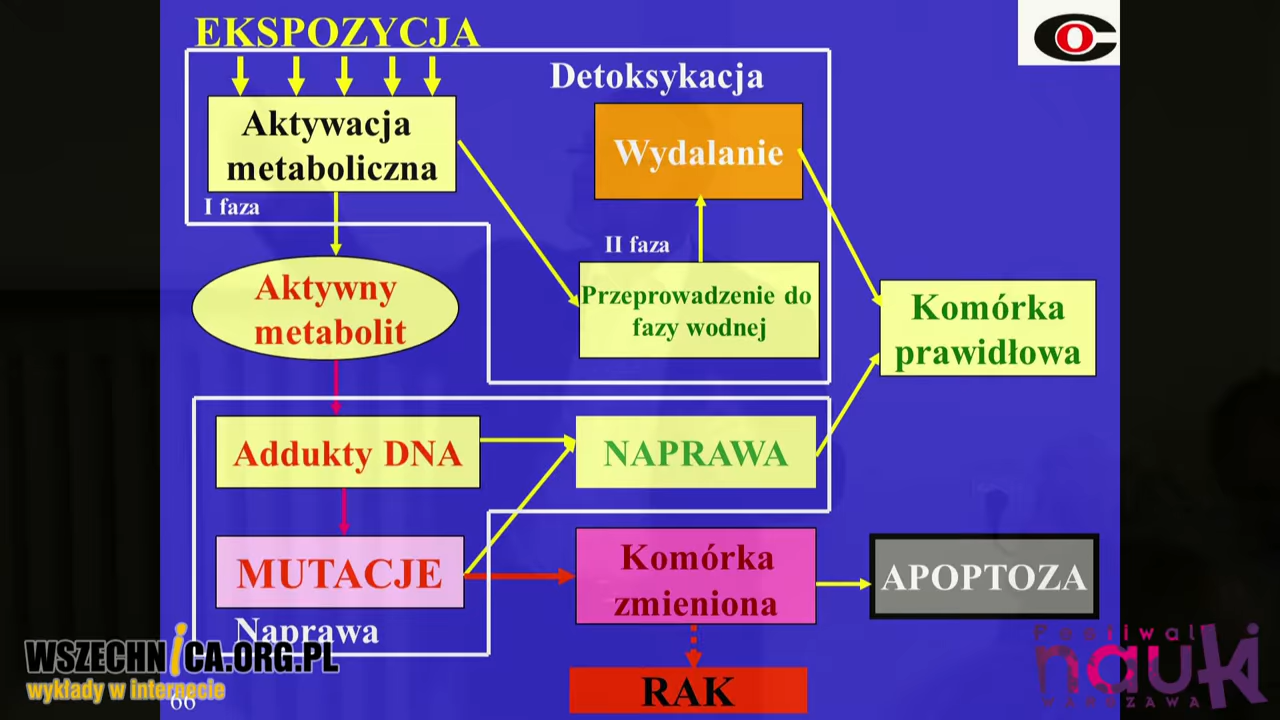 EKSPOZYCJA
Detoksykacja
Aktywacja
metaboliczna
Wydalanie
I faza
II faza
Aktywny
metabolit
Przeprowadzenie do
fazy wodnej
Komórka
prawidłowa
Addukty DNA
NAPRAWA
MUTACJE
Komórka
zmieniona
APOPTOZA
Naprawa
RAK
66
WSZECHNICA.ORG.PL
wykłady w internecie
Festiwal
nauki
WARSZAWA